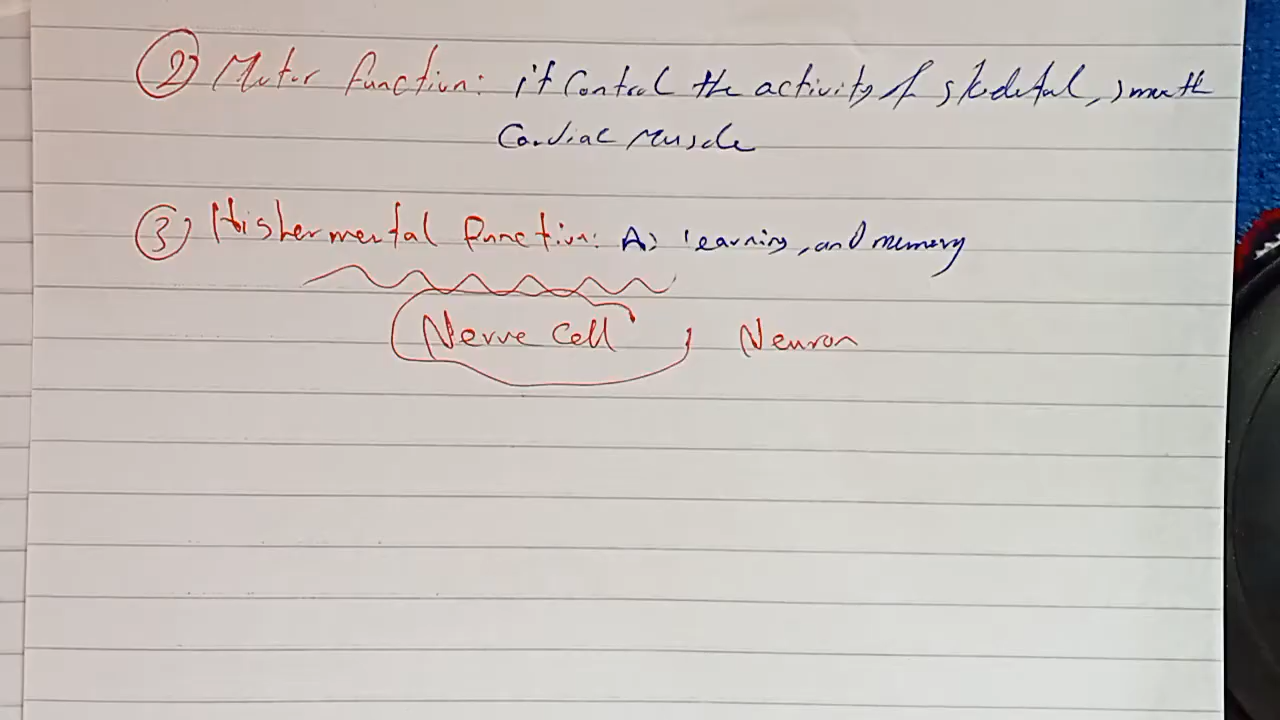 ② Motor function: it Control the activity of skeletal, smooth
Cardiac Muscle
③ Higher mental function: As learning, and memory
Nerve Cell, Neuron